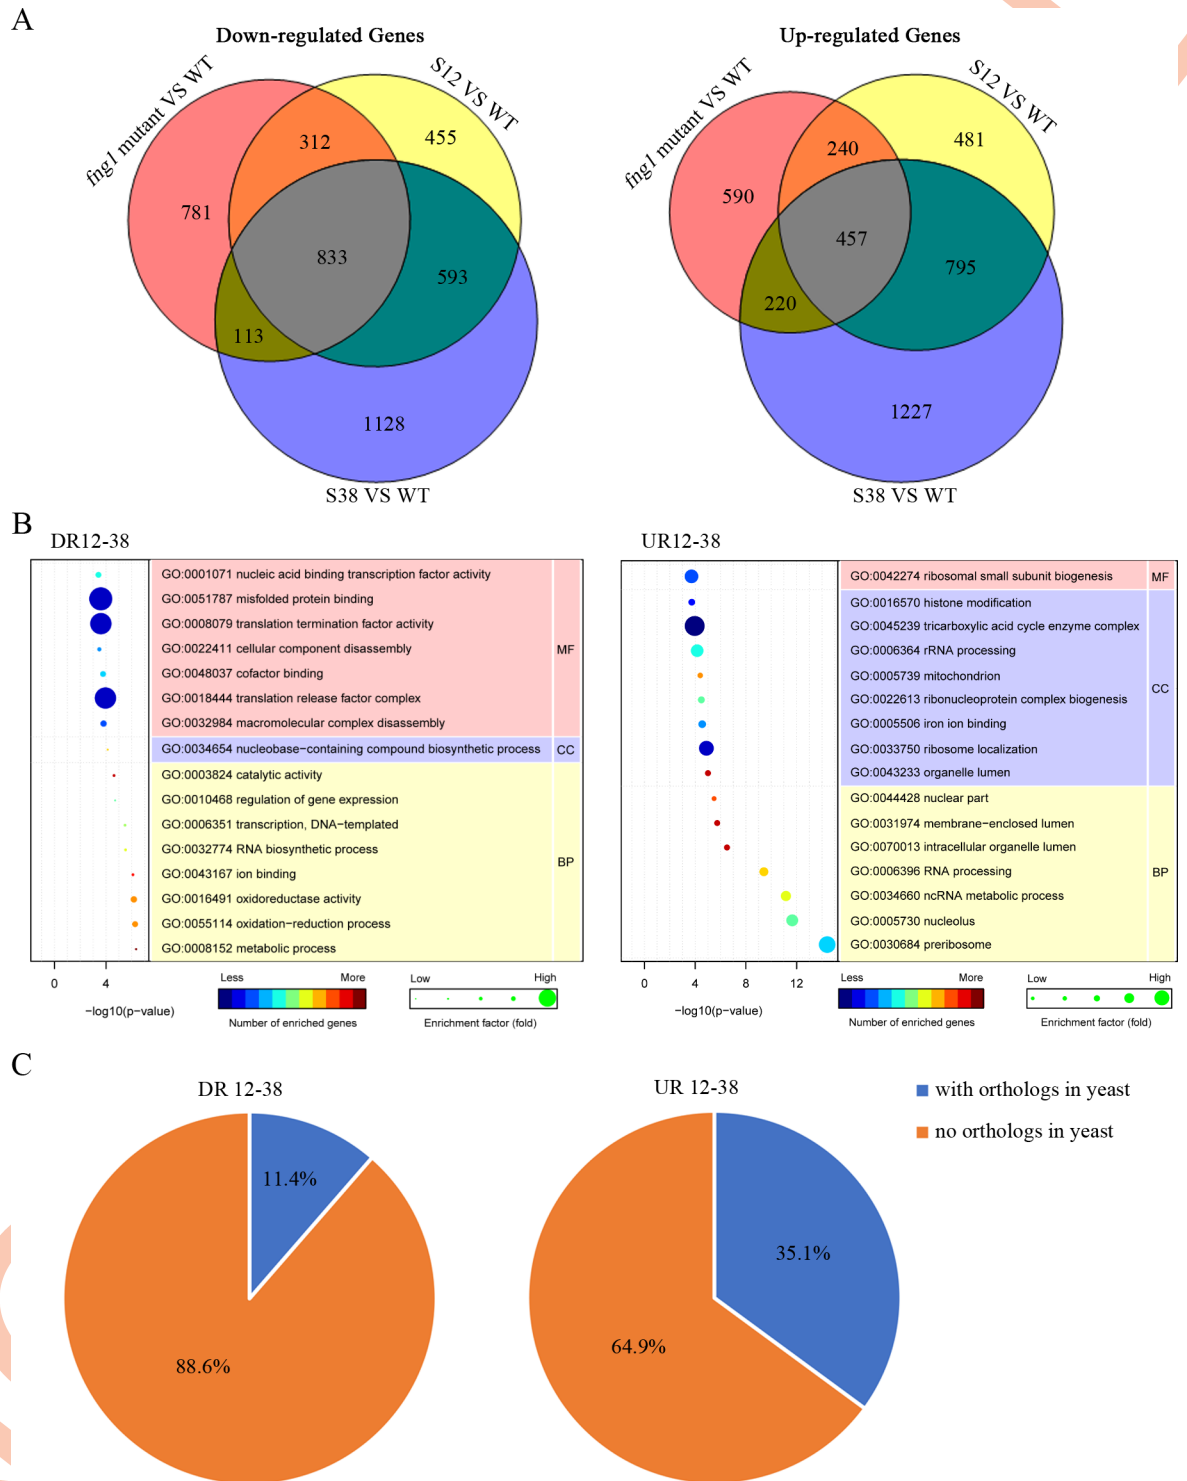 A
Down-regulated Genes
fng1 mutant VS WT
S12 VS WT
312
455
781
833
593
113
1128
S38 VS WT
Up-regulated Genes
fng1 mutant VS WT
S12 VS WT
240
481
590
457
795
220
1227
S38 VS WT
B
DR12-38
GO:0001071 nucleic acid binding transcription factor activity
GO:0051787 misfolded protein binding
GO:0008079 translation termination factor activity
GO:0022411 cellular component disassembly
GO:0048037 cofactor binding
GO:0018444 translation release factor complex
GO:0032984 macromolecular complex disassembly
MF
GO:0034654 nucleobase−containing compound biosynthetic process
CC
GO:0003824 catalytic activity
GO:0010468 regulation of gene expression
GO:0006351 transcription, DNA−templated
GO:0032774 RNA biosynthetic process
GO:0043167 ion binding
GO:0016491 oxidoreductase activity
GO:0055114 oxidation−reduction process
GO:0008152 metabolic process
BP
0 4
−log10(p−value)
Less More
Number of enriched genes
Low High
Enrichment factor (fold)
UR12-38
GO:0042274 ribosomal small subunit biogenesis
MF
GO:0016570 histone modification
GO:0045239 tricarboxylic acid cycle enzyme complex
GO:0006364 rRNA processing
GO:0005739 mitochondrion
GO:0022613 ribonucleoprotein complex biogenesis
GO:0005506 iron ion binding
GO:0033750 ribosome localization
GO:0043233 organelle lumen
CC
GO:0044428 nuclear part
GO:0031974 membrane−enclosed lumen
GO:0070013 intracellular organelle lumen
GO:0006396 RNA processing
GO:0034660 ncRNA metabolic process
GO:0005730 nucleolus
GO:0030684 preribosome
BP
0 4 8 12
−log10(p−value)
Less More
Number of enriched genes
Low High
Enrichment factor (fold)
C
DR 12-38
11.4%
88.6%
UR 12-38
35.1%
64.9%
with orthologs in yeast
no orthologs in yeast